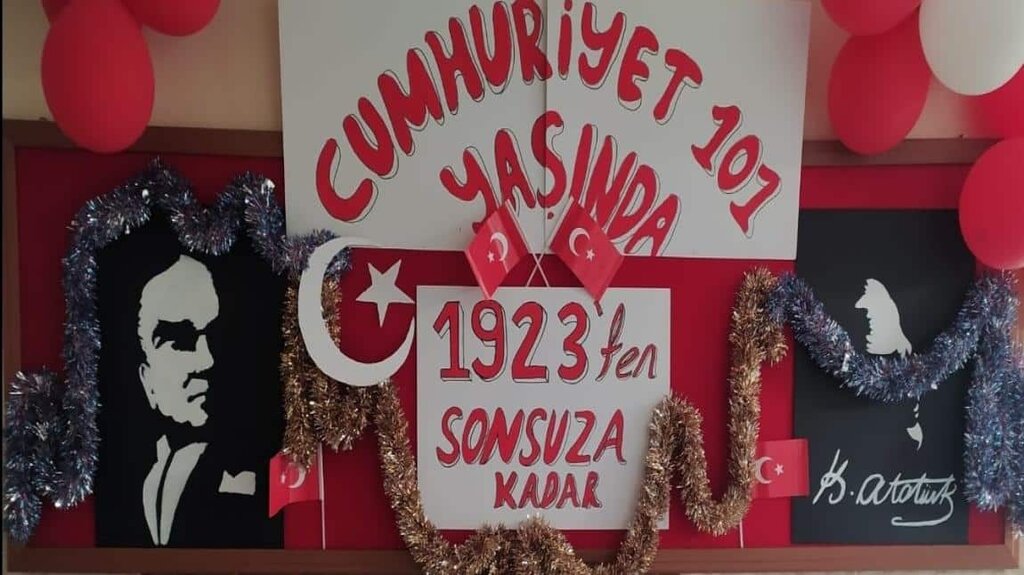 CUMHURİYET 101
YAŞINDA
1923'ten
SONSUZA
KADAR
K. Atatürk